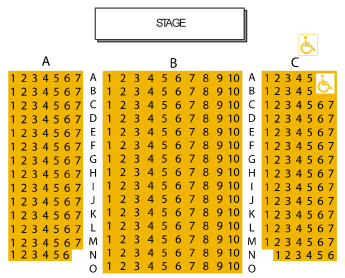 STAGE
A B C
1 2 3 4 5 6 7 A 1 2 3 4 5 6 7 8 9 10 A 1 2 3 4 5
1 2 3 4 5 6 7 B 1 2 3 4 5 6 7 8 9 10 B 1 2 3 4 5
1 2 3 4 5 6 7 C 1 2 3 4 5 6 7 8 9 10 C 1 2 3 4 5 6 7
1 2 3 4 5 6 7 D 1 2 3 4 5 6 7 8 9 10 D 1 2 3 4 5 6 7
1 2 3 4 5 6 7 E 1 2 3 4 5 6 7 8 9 10 E 1 2 3 4 5 6 7
1 2 3 4 5 6 7 F 1 2 3 4 5 6 7 8 9 10 F 1 2 3 4 5 6 7
1 2 3 4 5 6 7 G 1 2 3 4 5 6 7 8 9 10 G 1 2 3 4 5 6 7
1 2 3 4 5 6 7 H 1 2 3 4 5 6 7 8 9 10 H 1 2 3 4 5 6 7
1 2 3 4 5 6 7 I 1 2 3 4 5 6 7 8 9 10 I 1 2 3 4 5 6 7
1 2 3 4 5 6 7 J 1 2 3 4 5 6 7 8 9 10 J 1 2 3 4 5 6 7
1 2 3 4 5 6 7 K 1 2 3 4 5 6 7 8 9 10 K 1 2 3 4 5 6 7
1 2 3 4 5 6 7 L 1 2 3 4 5 6 7 8 9 10 L 1 2 3 4 5 6 7
1 2 3 4 5 6 7 M 1 2 3 4 5 6 7 8 9 10 M 1 2 3 4 5 6 7
1 2 3 4 5 6 N 1 2 3 4 5 6 7 8 9 10 N 1 2 3 4 5 6
O 1 2 3 4 5 6 7 8 9 10 O